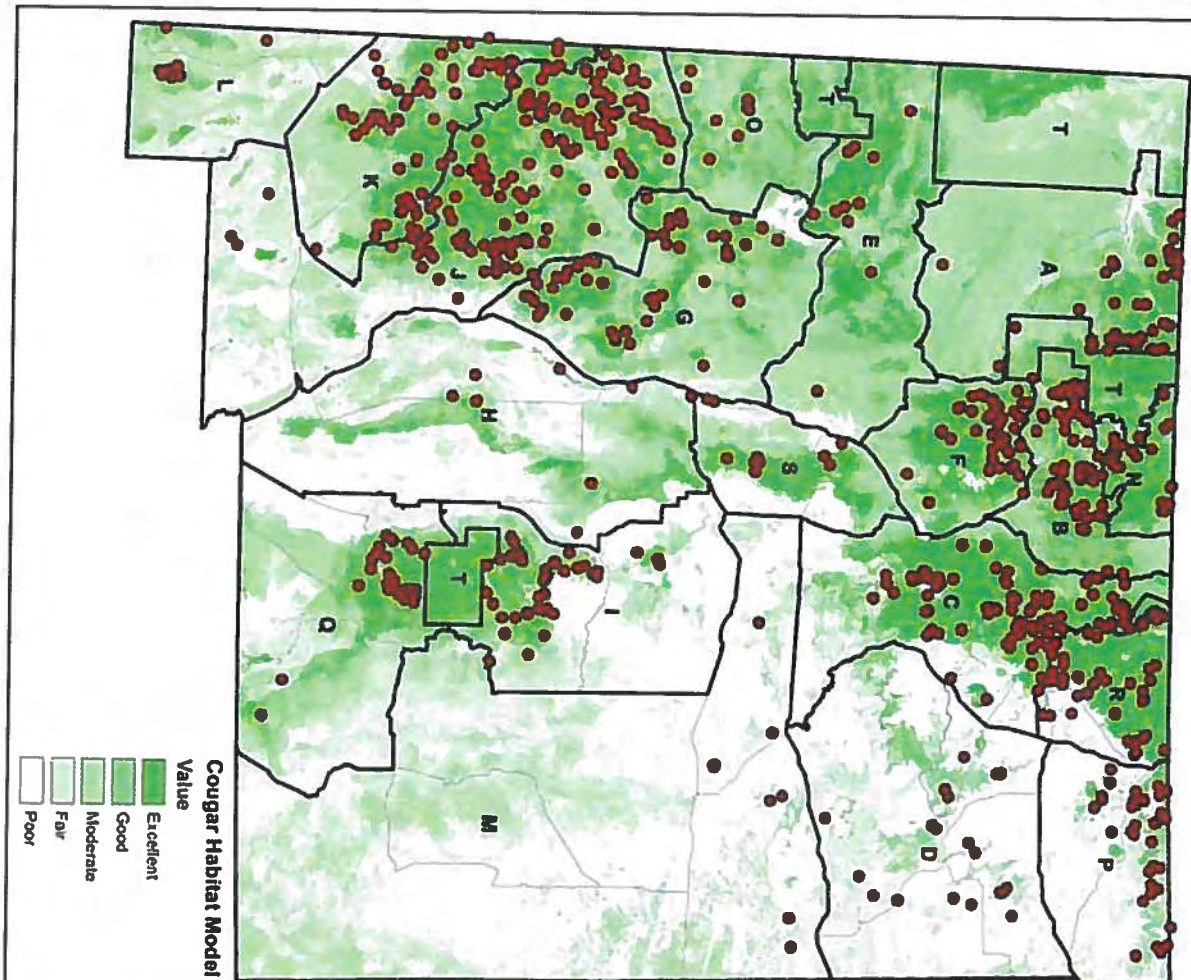 N
R
T
P
T
B
A
F
C
D
E
T
S
O
G
I
H
M
J
T
K
Q
L
Cougar Habitat Model
Value
Excellent
Good
Moderate
Fair
Poor